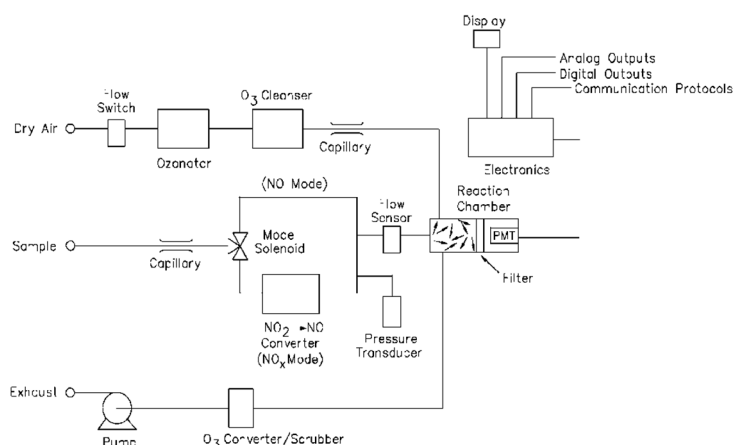 Display
Analog Outputs
Digital Outputs
Communication Protocols
Electronics
Flow
Switch
O3 Cleanser
Dry Air
Ozonator
Capillary
(NO Mode)
Flow
Sensor
Reaction
Chamber
PMT
Filter
Sample
Capillary
Mode
Solenoid
NO2 ►NO
Converter
(NOx Mode)
Pressure
Transducer
Exhaust
Pump
O3 Converter/Scrubber